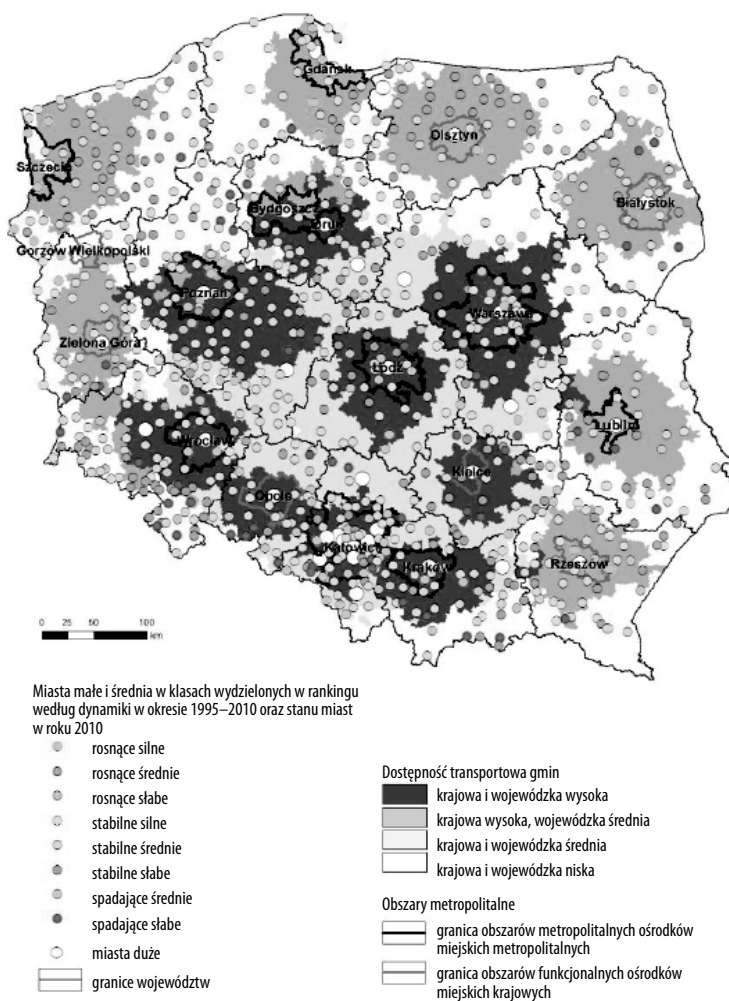 Gdańsk
Olsztyn
Szczecin
Białystok
Bydgoszcz
Toruń
Gorzów Wielkopolski
Poznań
Warszawa
Zielona Góra
Łódź
Lublin
Wrocław
Kielce
Opole
Katowice
Kraków
Rzeszów
0 25 50 100
km
Miasta małe i średnia w klasach wydzielonych w rankingu
według dynamiki w okresie 1995–2010 oraz stanu miast
w roku 2010
rosnące silne
rosnące średnie
rosnące słabe
stabilne silne
stabilne średnie
stabilne słabe
spadające średnie
spadające słabe
miasta duże
granice województw
Dostępność transportowa gmin
krajowa i wojewódzka wysoka
krajowa wysoka, wojewódzka średnia
krajowa i wojewódzka średnia
krajowa i wojewódzka niska
Obszary metropolitalne
granica obszarów metropolitalnych ośrodków
miejskich metropolitalnych
granica obszarów funkcjonalnych ośrodków
miejskich krajowych